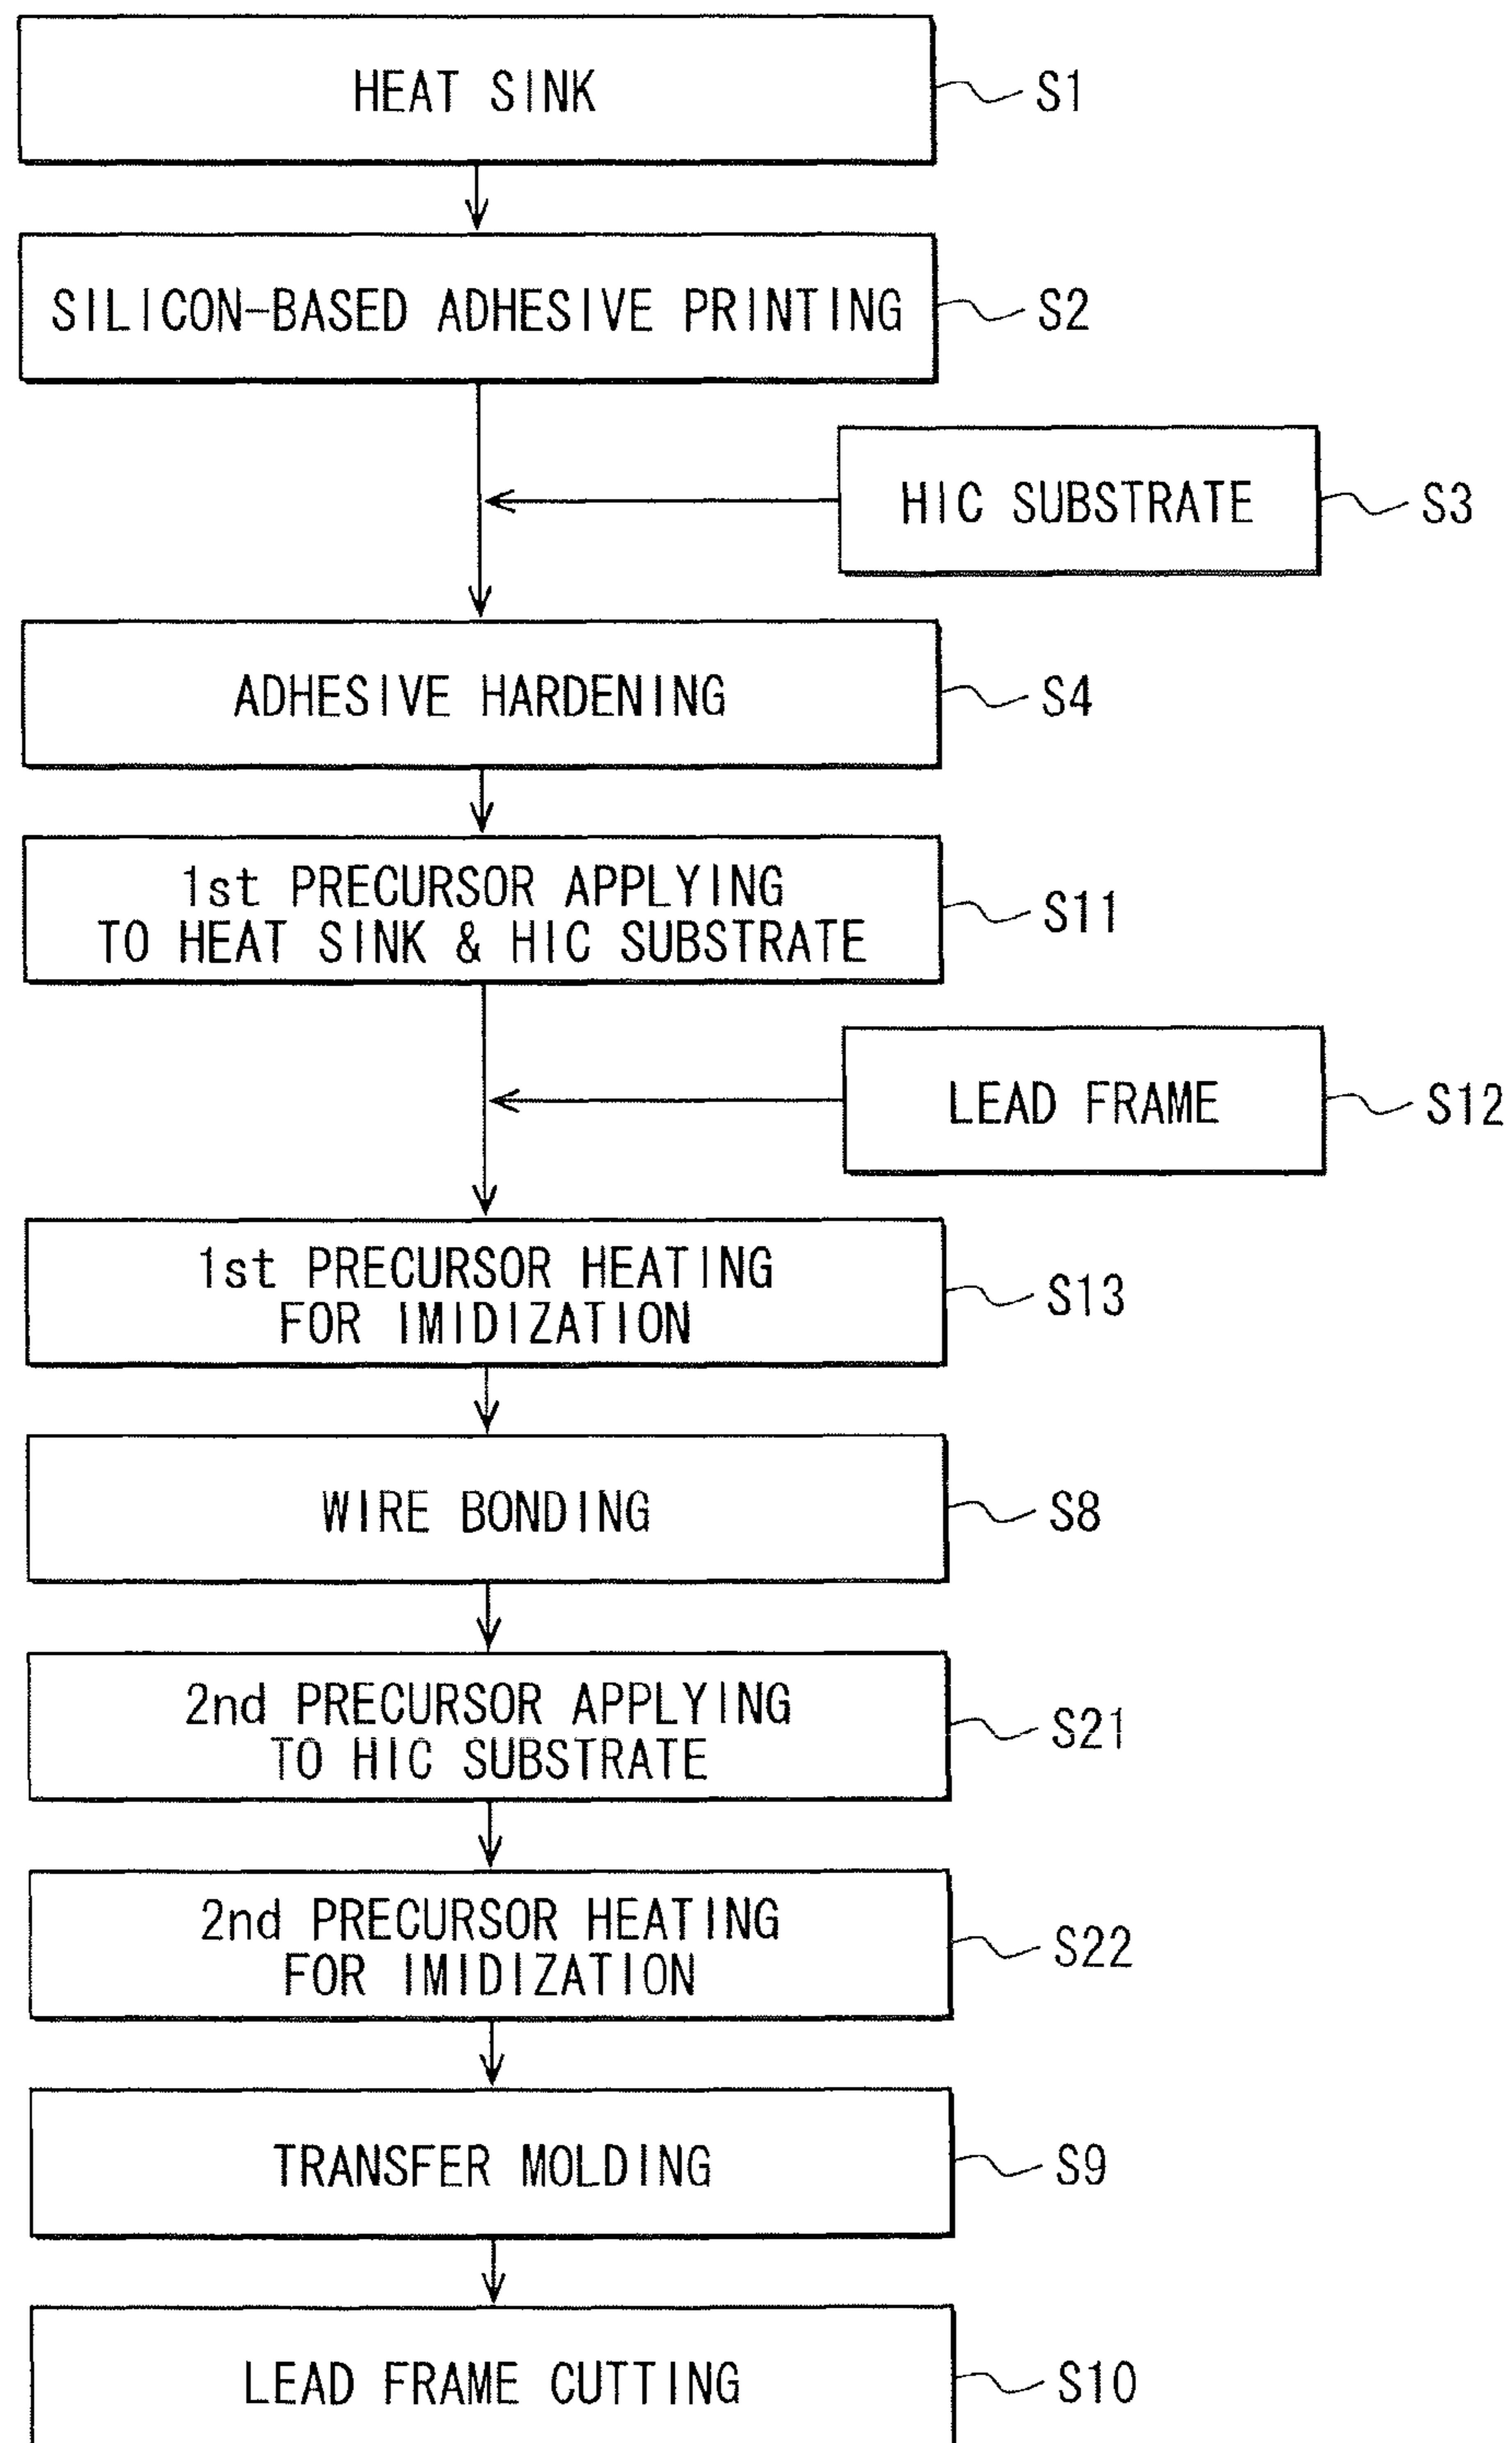 HEAT SINK
S1
SILICON-BASED ADHESIVE PRINTING
S2
HIC SUBSTRATE
S3
ADHESIVE HARDENING
S4
1st PRECURSOR APPLYING
TO HEAT SINK & HIC SUBSTRATE
S11
LEAD FRAME
S12
1st PRECURSOR HEATING
FOR IMIDIZATION
S13
WIRE BONDING
S8
2nd PRECURSOR APPLYING
TO HIC SUBSTRATE
S21
2nd PRECURSOR HEATING
FOR IMIDIZATION
S22
TRANSFER MOLDING
S9
LEAD FRAME CUTTING
S10